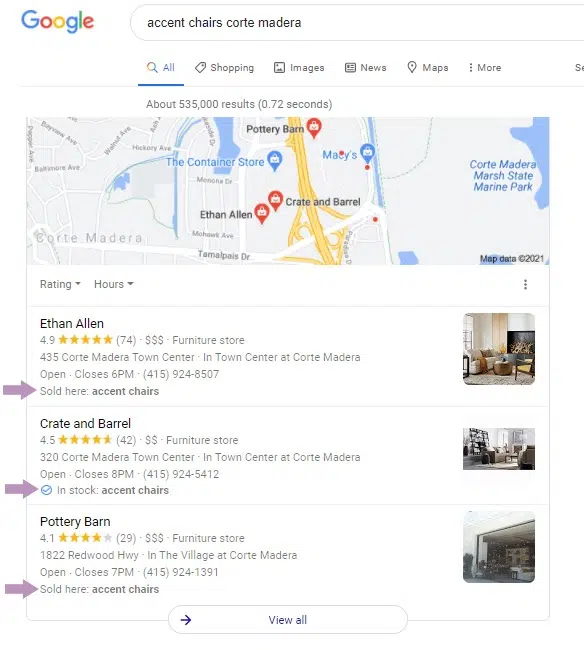 Google
accent chairs corte madera
All Shopping Images News Maps More Se
About 535,000 results (0.72 seconds)
Bayview Ave
Hickory Ave
Pottery Barn
Baltimore Ave
The Container Store
Macy's
Corte Madera
Marsh State
Marine Park
Monona Dr
Crate and Barrel
Ethan Allen
Mohawk Ave
Corte Madera
Tamalpais Dr
Paradise Dr
Map data ©2021
Rating Hours
Ethan Allen
4.9 (74) · $$$ · Furniture store
435 Corte Madera Town Center · In Town Center at Corte Madera
Open · Closes 6PM · (415) 924-8507
Sold here: accent chairs
Crate and Barrel
4.5 (42) · $$ · Furniture store
320 Corte Madera Town Center · In Town Center at Corte Madera
Open · Closes 8PM · (415) 924-5412
In stock: accent chairs
Pottery Barn
4.1 (29) · $$$ · Furniture store
1822 Redwood Hwy · In The Village at Corte Madera
Open · Closes 7PM · (415) 924-1391
Sold here: accent chairs
View all